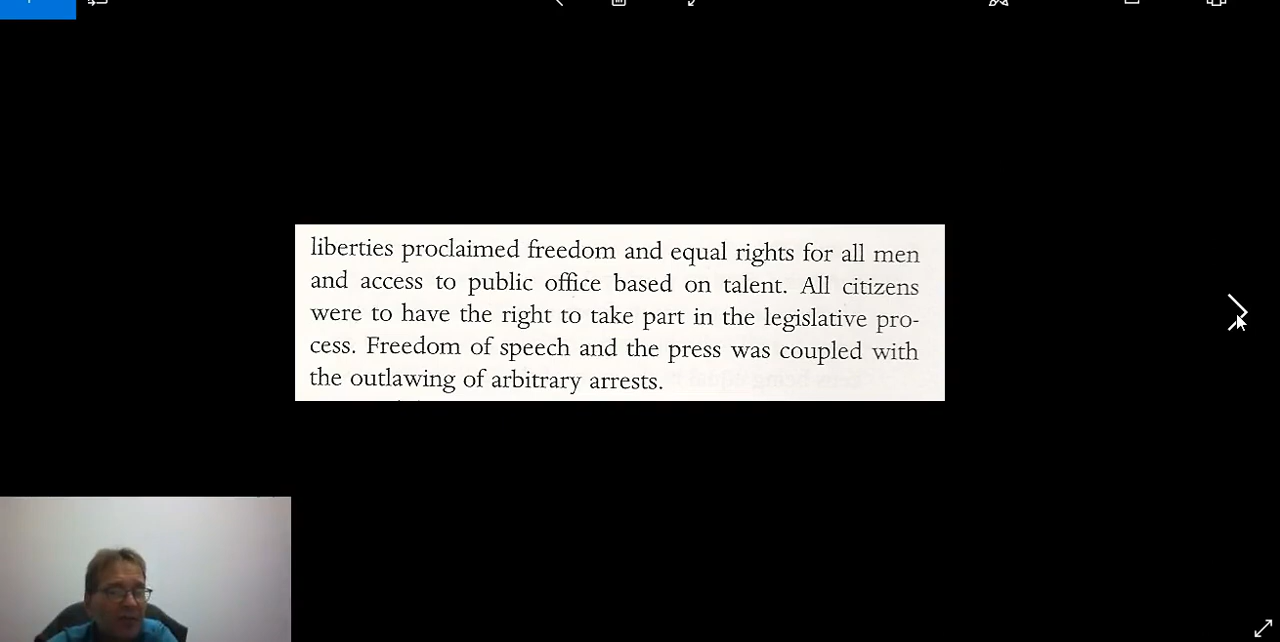 liberties proclaimed freedom and equal rights for all men
and access to public office based on talent. All citizens
were to have the right to take part in the legislative pro-
cess. Freedom of speech and the press was coupled with
the outlawing of arbitrary arrests.